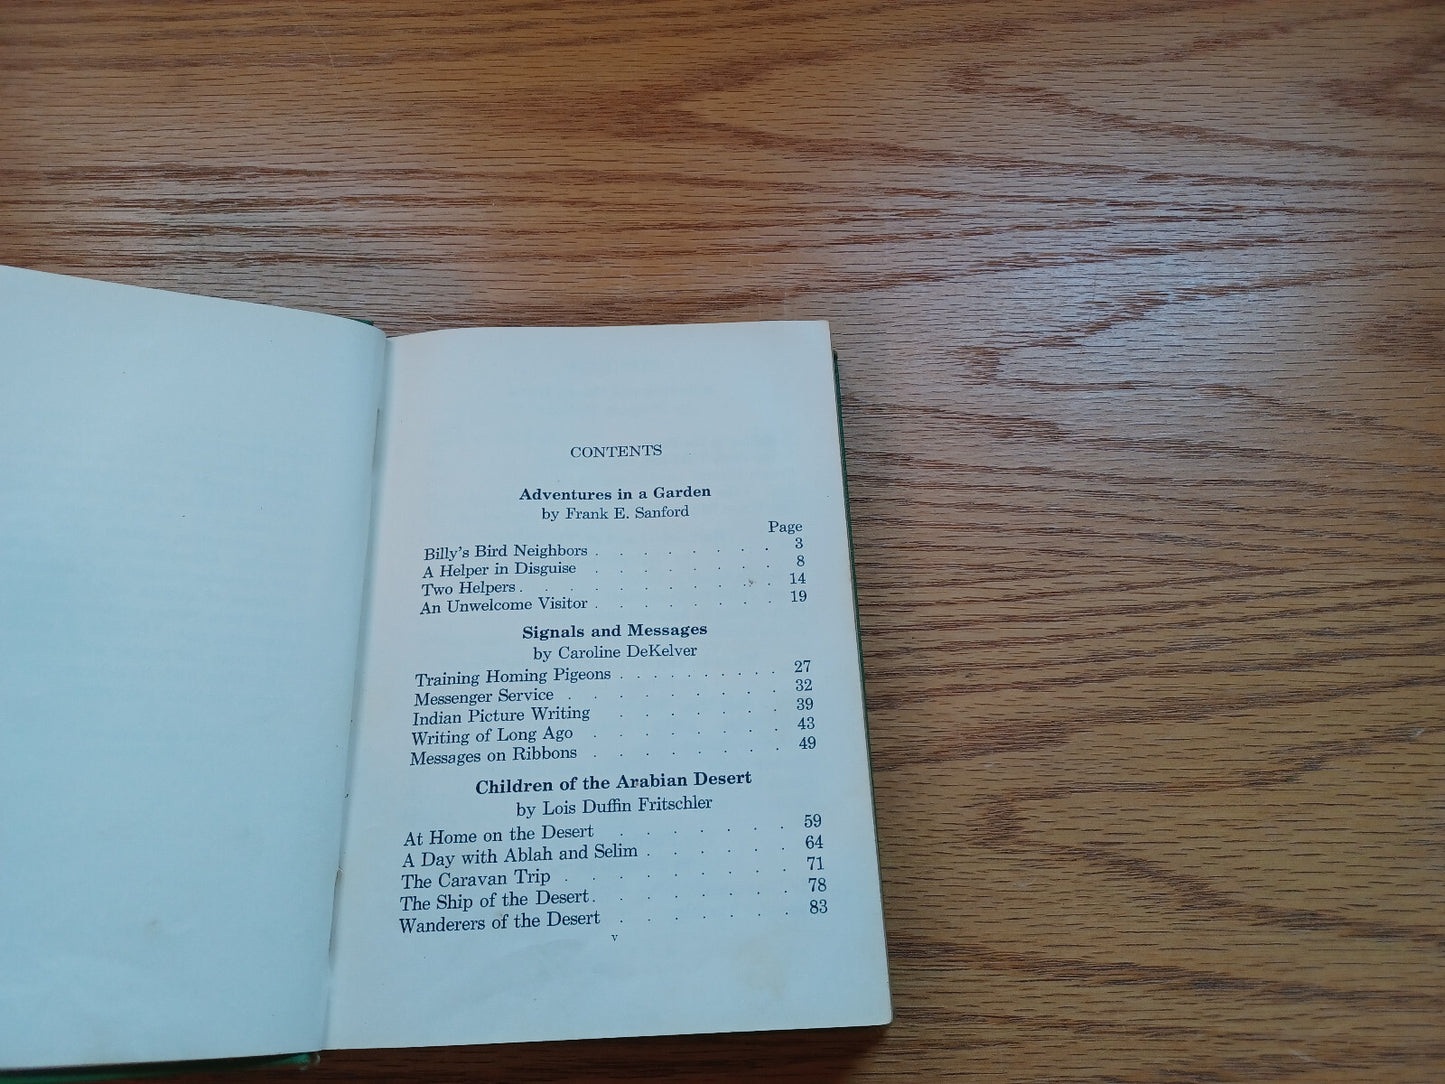 CONTENTS
Adventures in a Garden
by Frank E. Sanford
Page
Billy's Bird Neighbors . . . . . . . . 3
A Helper in Disguise . . . . . . . . 8
Two Helpers . . . . . . . . . . 14
An Unwelcome Visitor . . . . . . . . 19
Signals and Messages
by Caroline DeKelver
Training Homing Pigeons . . . . . . . 27
Messenger Service . . . . . . . . . 32
Indian Picture Writing . . . . . . . 39
Writing of Long Ago . . . . . . . . 43
Messages on Ribbons . . . . . . . . 49
Children of the Arabian Desert
by Lois Duffin Fritschler
At Home on the Desert . . . . . . . 59
A Day with Ablah and Selim . . . . . . 64
The Caravan Trip . . . . . . . . . 71
The Ship of the Desert . . . . . . . . 78
Wanderers of the Desert . . . . . . . 83
v